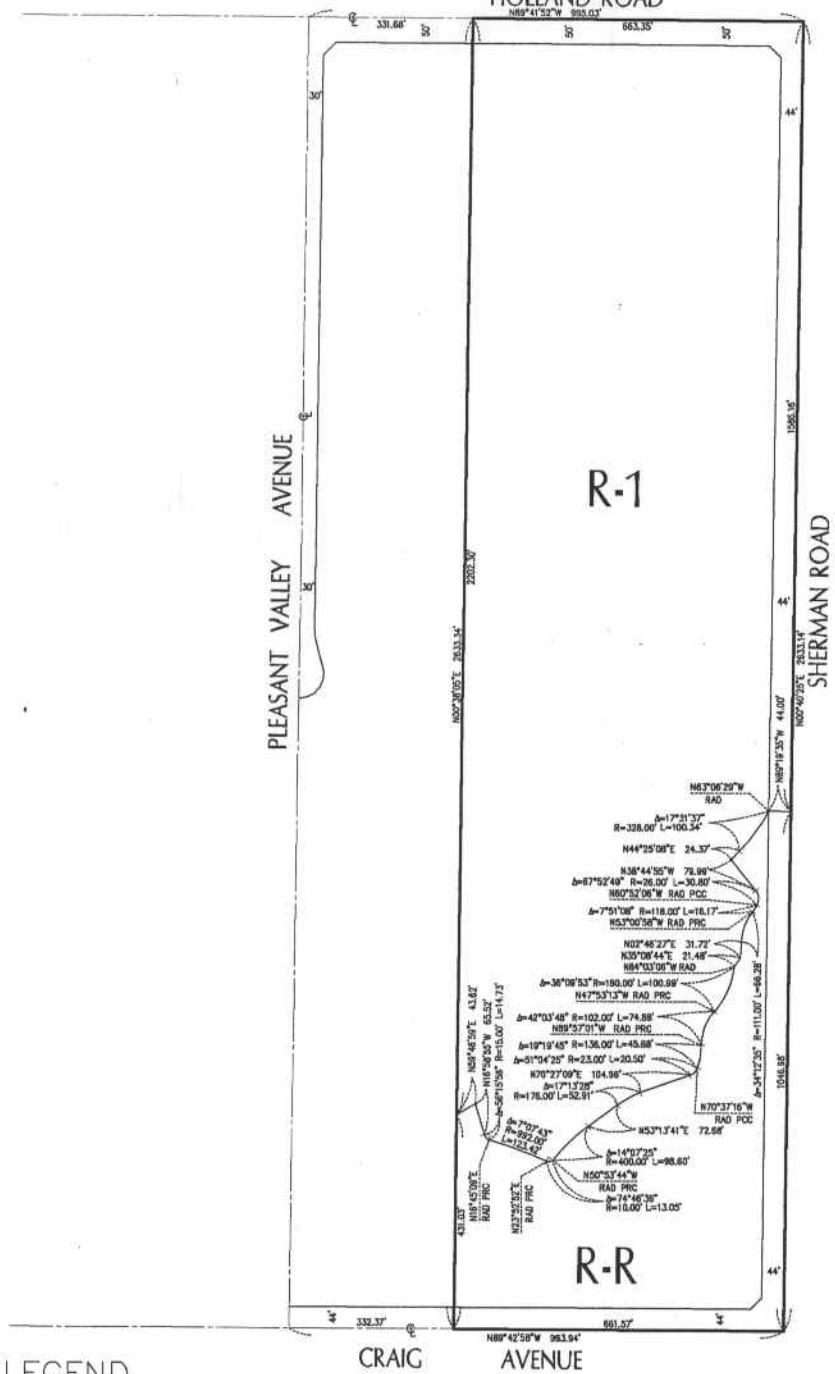 HOLLAND ROAD
N89°41'52"W 995.03'
331.68'
663.35'
50'
50'
50'
30'
44'
1586.16'
R-1
PLEASANT VALLEY AVENUE
SHERMAN ROAD
30'
44'
2202.30'
N00°38'05"E 2633.34'
N00°40'25"E 2633.14'
N89°19'35"W 44.00'
N63°06'29"W
RAD
Δ=17°31'37"
R=328.00' L=100.34'
N44°25'08"E 24.37'
N38°44'55"W 79.99'
Δ=67°52'49" R=26.00' L=30.80'
N60°52'06"W RAD PCC
Δ=7°51'08" R=118.00' L=16.17'
N53°00'58"W RAD PRC
N02°46'27"E 31.72'
N35°08'44"E 21.48'
N84°03'06"W RAD
Δ=36°09'53" R=160.00' L=100.99'
N47°53'13"W RAD PRC
Δ=42°03'48" R=102.00' L=74.88'
N89°57'01"W RAD PRC
Δ=19°19'45" R=136.00' L=45.88'
Δ=51°04'25" R=23.00' L=20.50'
N70°27'09"E 104.96'
Δ=17°13'28"
R=176.00' L=52.91'
Δ=34°12'35" R=111.00' L=66.28'
1046.98'
N70°37'16"W
RAD PCC
N53°13'41"E 72.68'
Δ=14°07'25"
R=400.00' L=98.60'
N50°53'44"W
RAD PRC
Δ=74°46'36"
R=10.00' L=13.05'
N59°46'59"E 43.62'
N16°58'55"W 65.52'
Δ=56°15'58" R=15.00' L=14.73'
Δ=7°07'43"
R=992.00'
L=123.42'
N16°45'09"E
RAD PRC
N23°52'52"E
RAD PRC
431.03'
R-R
44'
44'
332.37'
44'
661.57'
N89°42'58"W 993.94'
CRAIG AVENUE
LEGEND